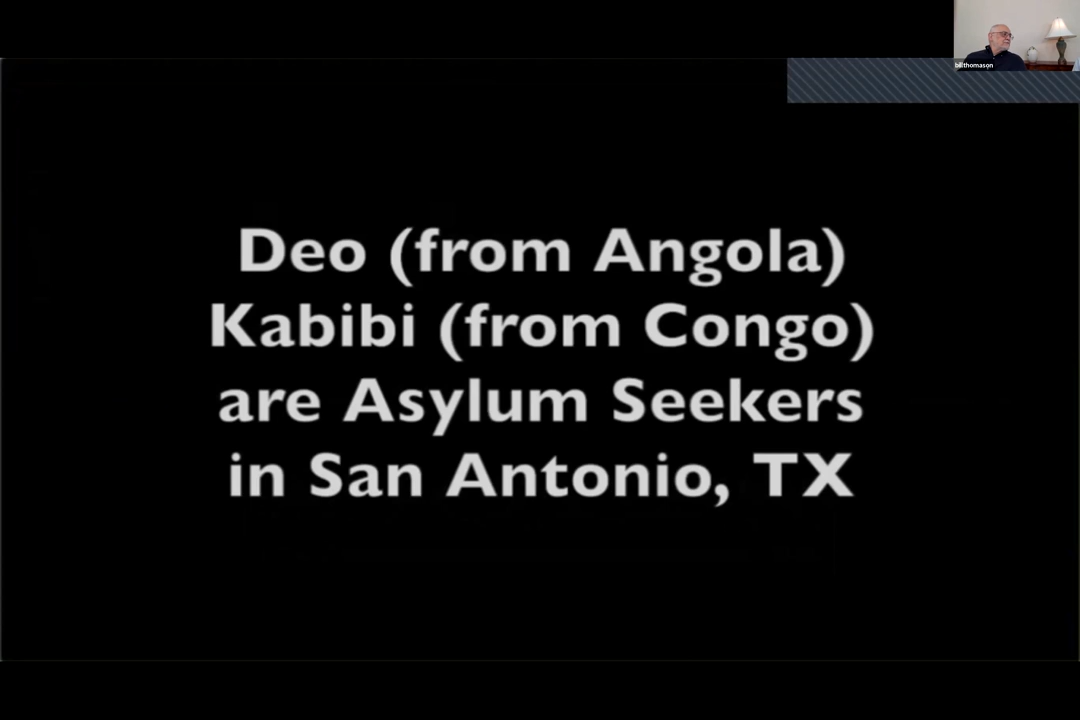 billthomason
Deo (from Angola)
Kabibi (from Congo)
are Asylum Seekers
in San Antonio, TX